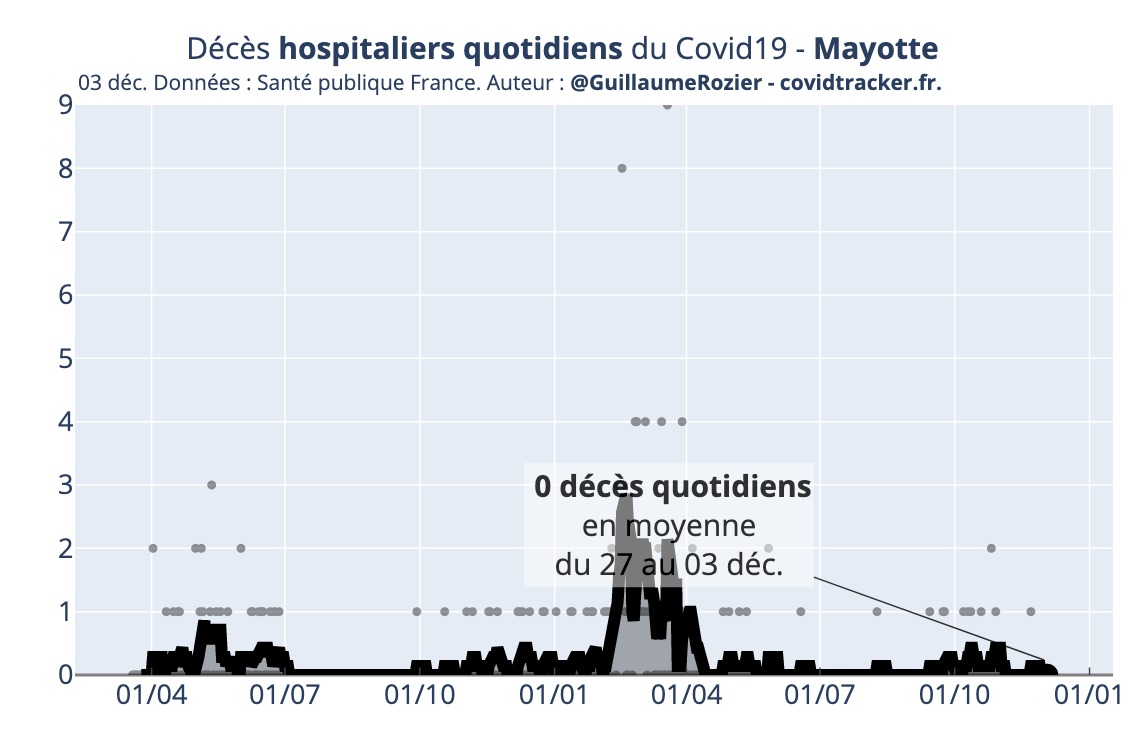 Décès hospitaliers quotidiens du Covid19 - Mayotte
03 déc. Données : Santé publique France. Auteur : @GuillaumeRozier - covidtracker.fr.
9
8
7
6
5
4
3
2
1
0
0 décès quotidiens
en moyenne
du 27 au 03 déc.
01/04 01/07 01/10 01/01 01/04 01/07 01/10 01/01